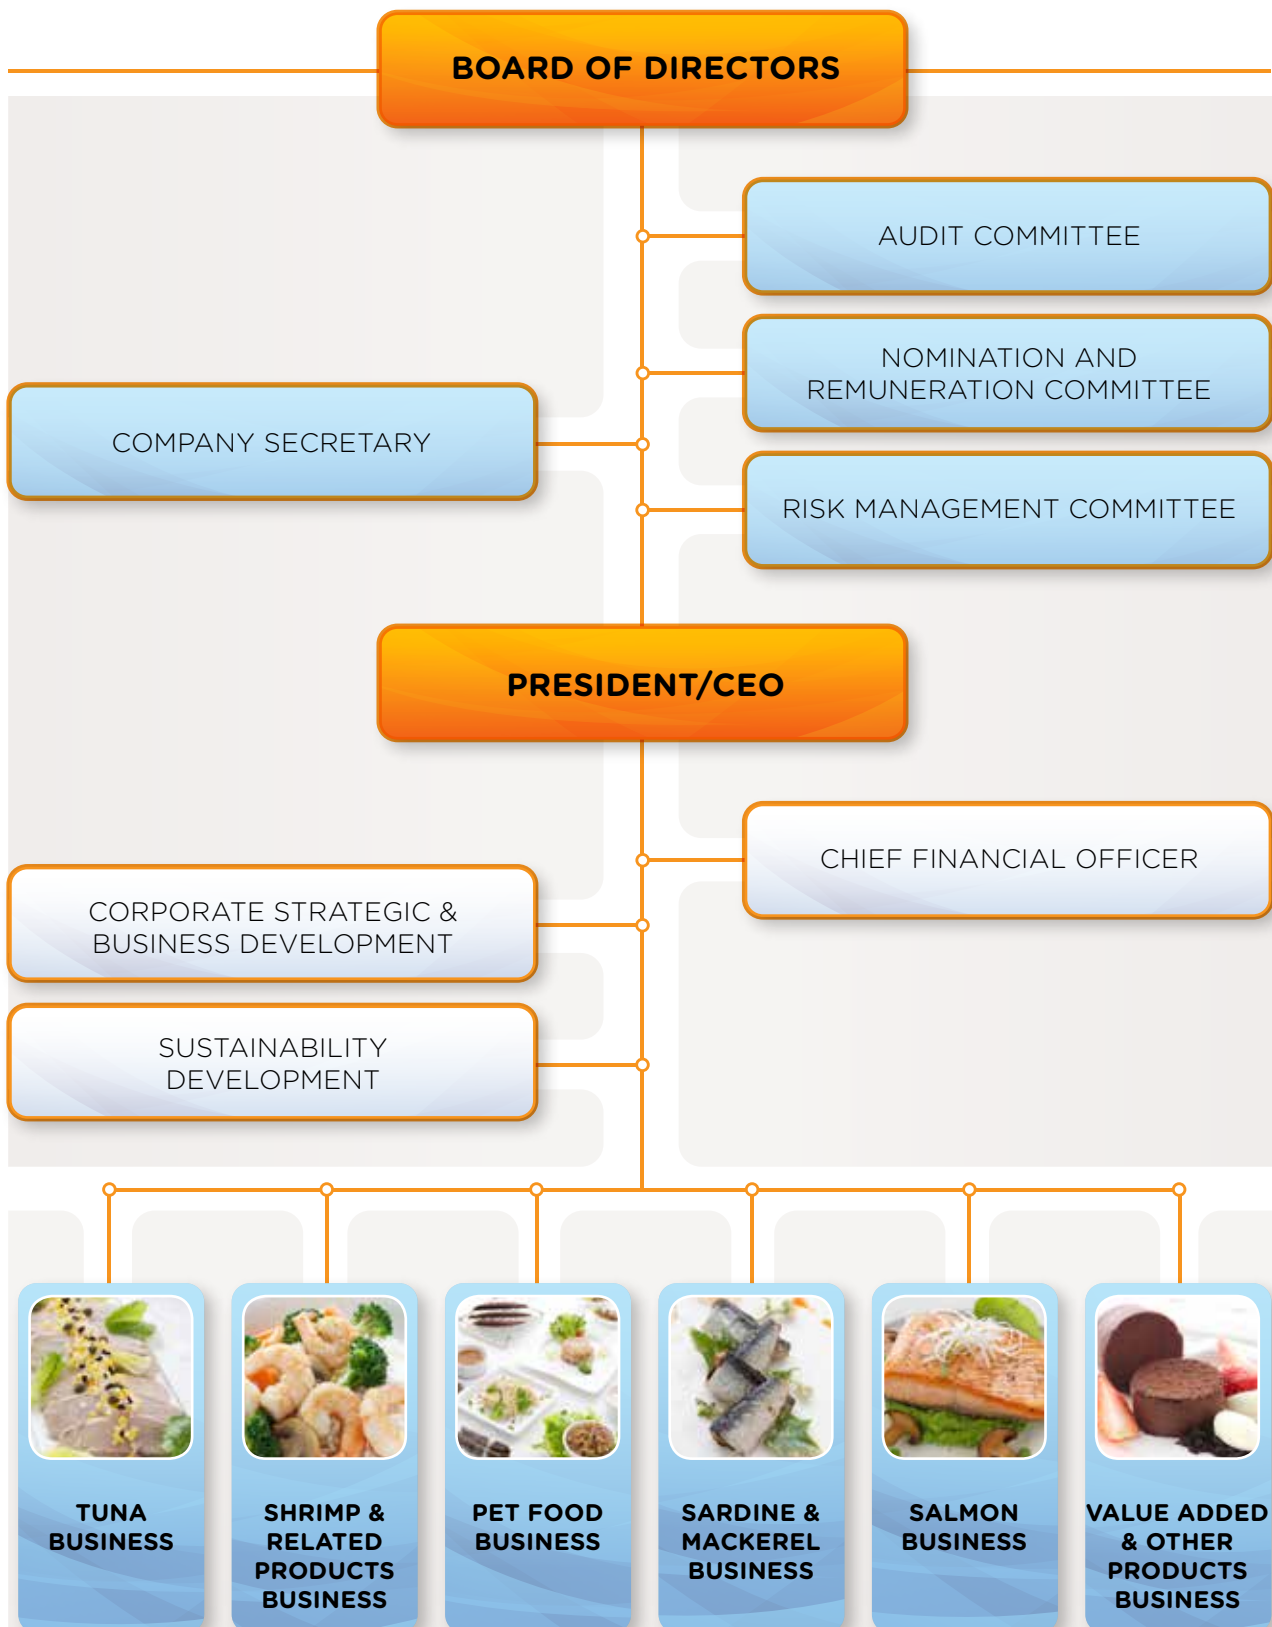 BOARD OF DIRECTORS
AUDIT COMMITTEE
NOMINATION AND
REMUNERATION COMMITTEE
COMPANY SECRETARY
RISK MANAGEMENT COMMITTEE
PRESIDENT/CEO
CHIEF FINANCIAL OFFICER
CORPORATE STRATEGIC &
BUSINESS DEVELOPMENT
SUSTAINABILITY
DEVELOPMENT
TUNA
BUSINESS
SHRIMP &
RELATED
PRODUCTS
BUSINESS
PET FOOD
BUSINESS
SARDINE &
MACKEREL
BUSINESS
SALMON
BUSINESS
VALUE ADDED
& OTHER
PRODUCTS
BUSINESS